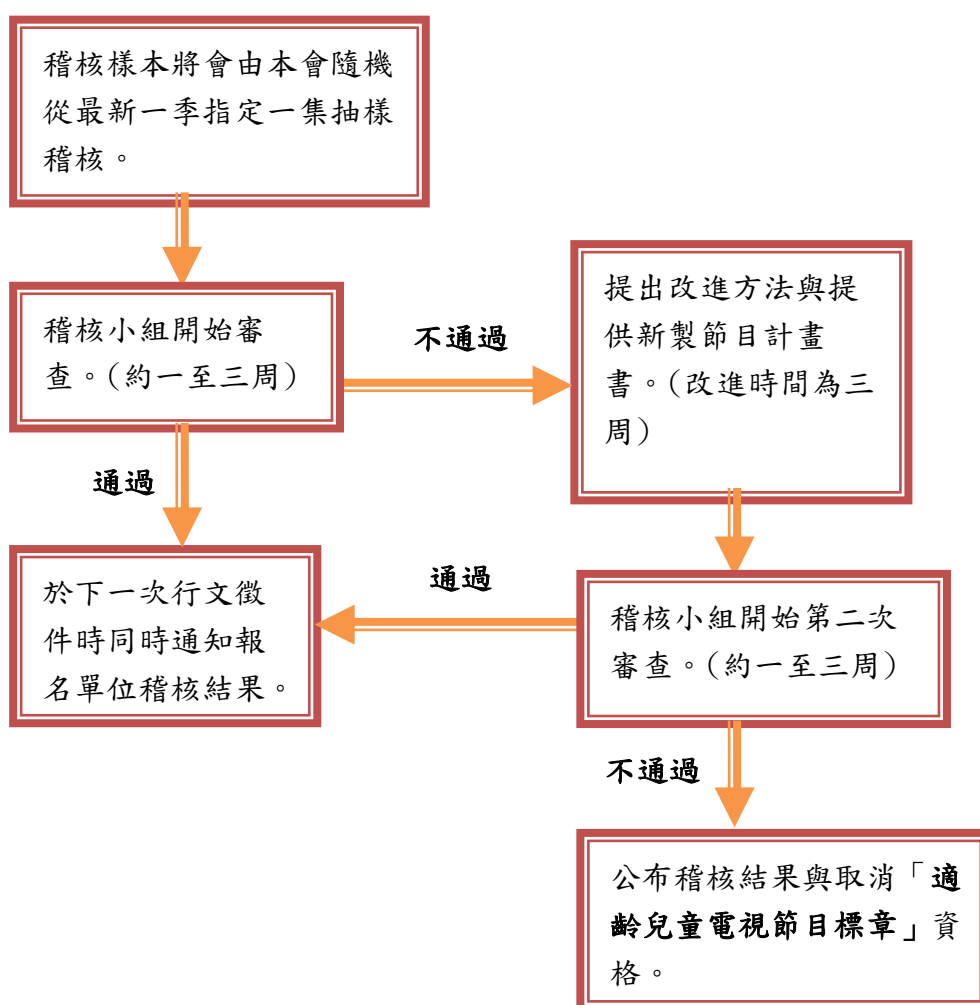 稽核樣本將會由本會隨機
從最新一季指定一集抽樣
稽核。
稽核小組開始審
查。(約一至三周)
不通過
提出改進方法與提
供新製節目計畫
書。(改進時間為三
周)
通過
於下一次行文徵
件時同時通知報
名單位稽核結果。
通過
稽核小組開始第二次
審查。(約一至三周)
不通過
公布稽核結果與取消「適
齡兒童電視節目標章」資
格。